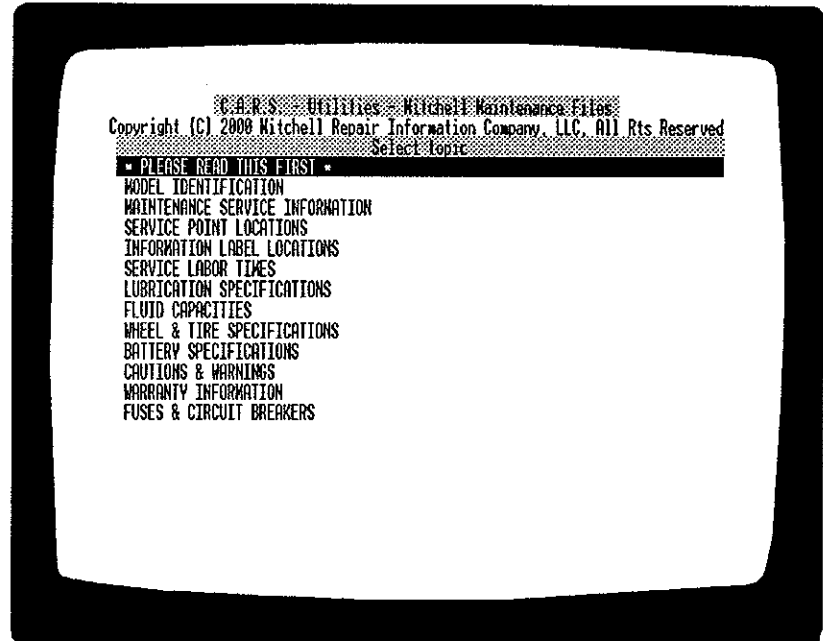 C.A.R.S. - Utilities - Mitchell Maintenance Files
Copyright (C) 2000 Mitchell Repair Information Company, LLC, All Rts Reserved
Select topic
* PLEASE READ THIS FIRST *
MODEL IDENTIFICATION
MAINTENANCE SERVICE INFORMATION
SERVICE POINT LOCATIONS
INFORMATION LABEL LOCATIONS
SERVICE LABOR TIMES
LUBRICATION SPECIFICATIONS
FLUID CAPACITIES
WHEEL & TIRE SPECIFICATIONS
BATTERY SPECIFICATIONS
CAUTIONS & WARNINGS
WARRANTY INFORMATION
FUSES & CIRCUIT BREAKERS